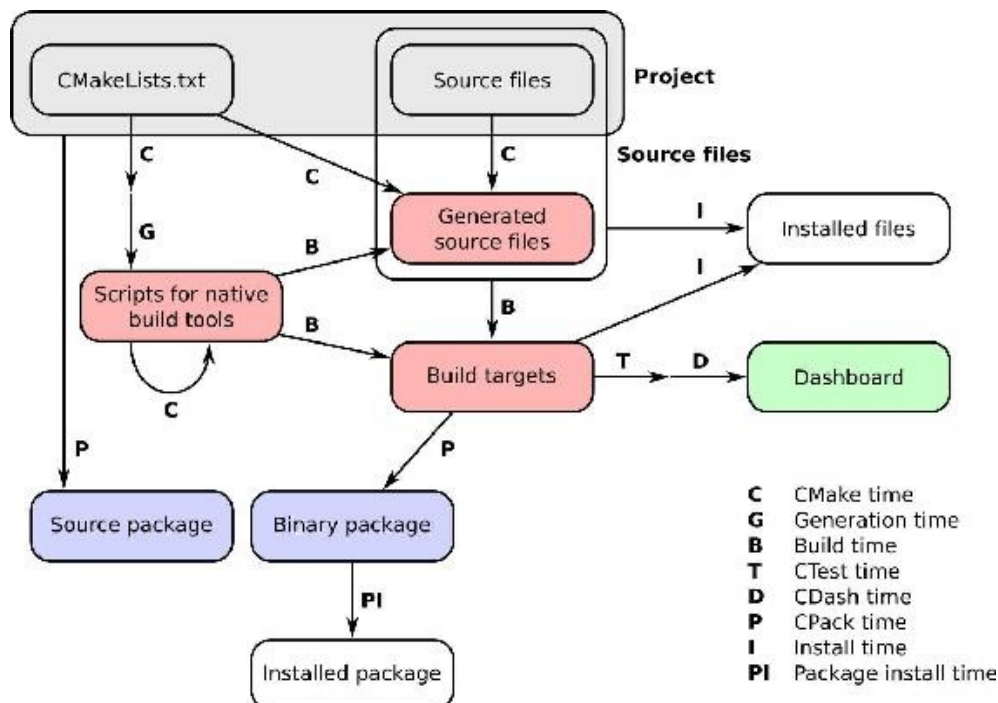 CMakeLists.txt
Source files
Project
C
C
C
Source files
Generated
source files
I
Installed files
G
B
I
Scripts for native
build tools
B
B
C
Build targets
T
D
Dashboard
P
P
Source package
Binary package
PI
Installed package
C CMake time
G Generation time
B Build time
T CTest time
D CDash time
P CPack time
I Install time
PI Package install time